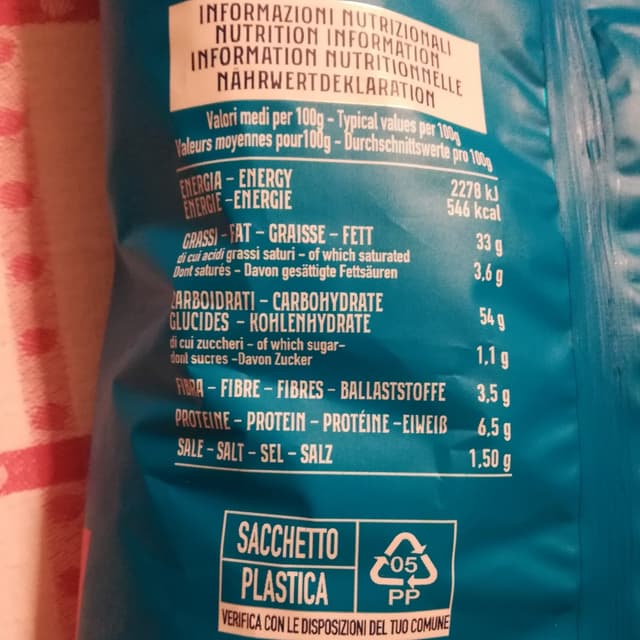 INFORMAZIONI NUTRIZIONALI
NUTRITION INFORMATION
INFORMATION NUTRITIONNELLE
NÄHRWERTDEKLARATION
Valori medi per 100g - Typical values per 100g
Valeurs moyennes pour 100g - Durchschnittswerte pro 100g
ENERGIA - ENERGY 2278 kJ
ÉNERGIE - ENERGIE 546 kcal
GRASSI - FAT - GRAISSE - FETT 33 g
di cui acidi grassi saturi - of which saturated
Dont saturés - Davon gesättigte Fettsäuren 3,6 g
CARBOIDRATI - CARBOHYDRATE
GLUCIDES - KOHLENHYDRATE 54 g
di cui zuccheri - of which sugar-
dont sucres -Davon Zucker 1,1 g
FIBRA - FIBRE - FIBRES - BALLASTSTOFFE 3,5 g
PROTEINE - PROTEIN - PROTÉINE -EIWEIß 6,5 g
SALE - SALT - SEL - SALZ 1,50 g
SACCHETTO
PLASTICA
05
PP
VERIFICA CON LE DISPOSIZIONI DEL TUO COMUNE